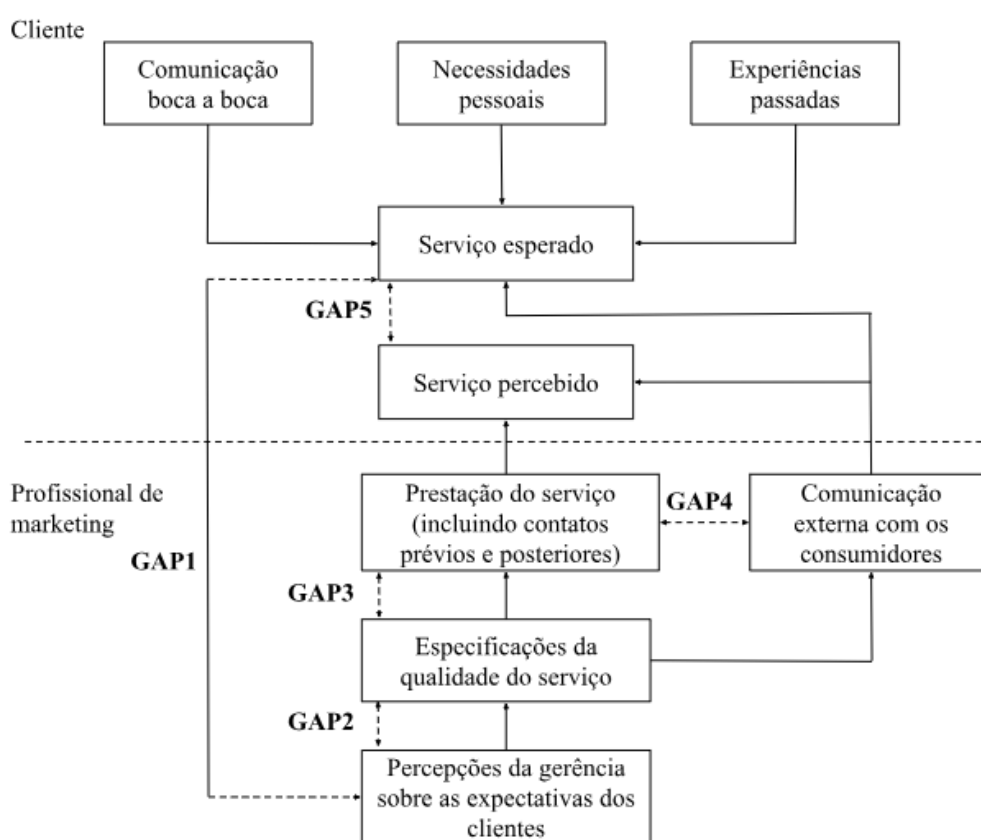 Cliente
Comunicação
boca a boca
Necessidades
pessoais
Experiências
passadas
Serviço esperado
GAP5
Serviço percebido
Profissional de
marketing
Prestação do serviço
(incluindo contatos
prévios e posteriores)
GAP4
Comunicação
externa com os
consumidores
GAP1
GAP3
Especificações da
qualidade do serviço
GAP2
Percepções da gerência
sobre as expectativas dos
clientes